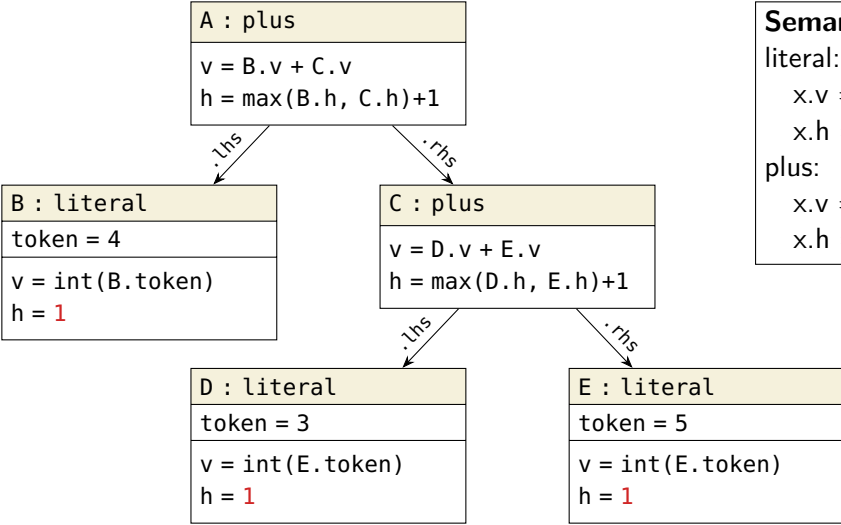 A : plus
v = B.v + C.v
h = max(B.h, C.h)+1
literal:
x.v
x.h
plus:
x.v
x.h
.lhs
.rhs
B : literal
token = 4
v = int(B.token)
h = 1
C : plus
v = D.v + E.v
h = max(D.h, E.h)+1
.lhs
.rhs
D : literal
token = 3
v = int(E.token)
h = 1
E : literal
token = 5
v = int(E.token)
h = 1